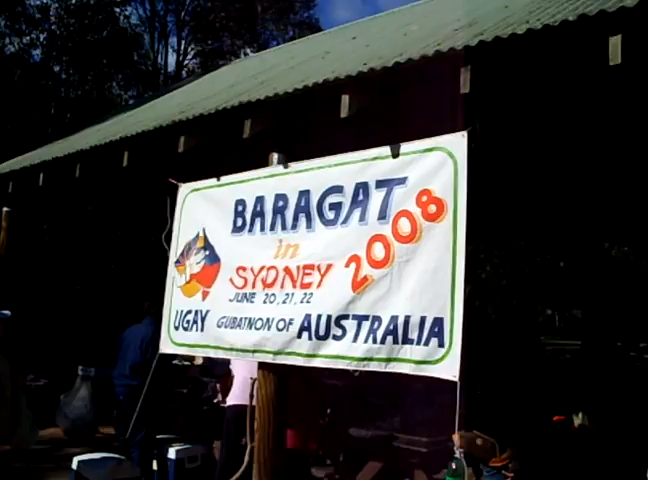 BARAGAT
in
SYDNEY 2008
JUNE 20, 21, 22
UGAY GUBATNON OF AUSTRALIA